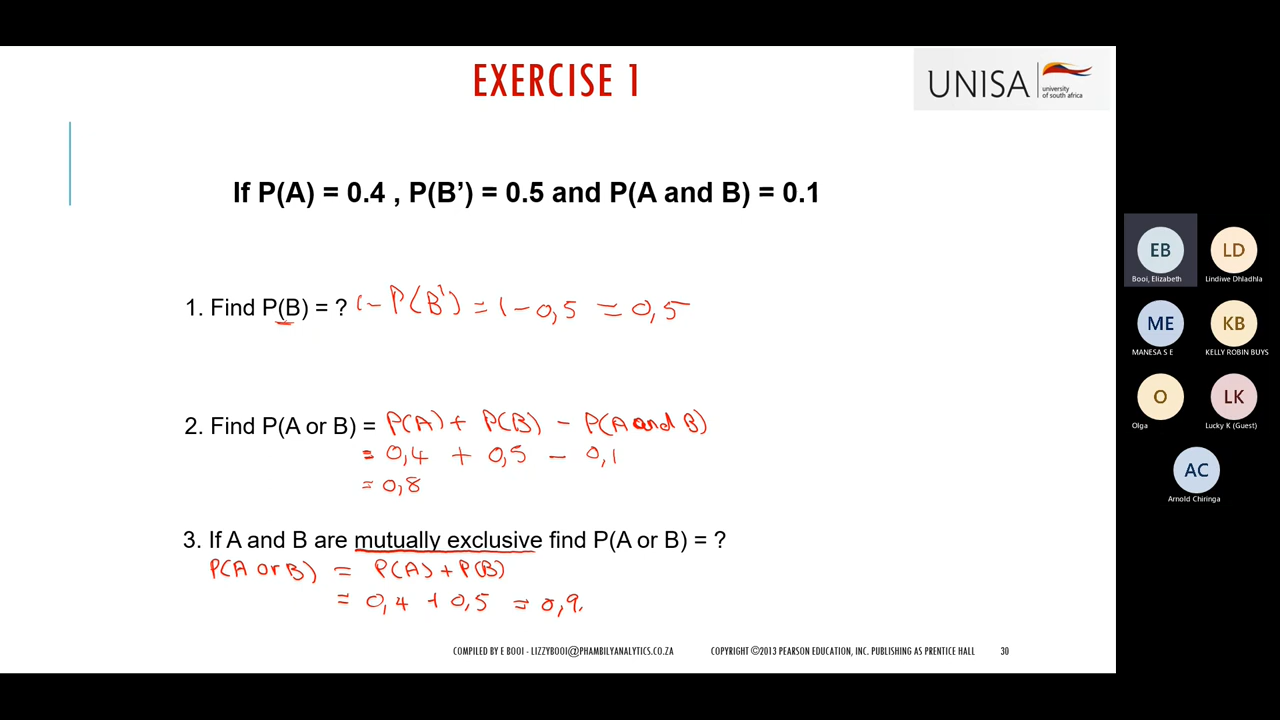 EXERCISE 1
UNISA
university
of south africa
If P(A) = 0.4 , P(B’) = 0.5 and P(A and B) = 0.1
1. Find P(B) = ? 1 - P(B') = 1 - 0,5 = 0,5
2. Find P(A or B) = P(A) + P(B) - P(A and B)
= 0,4 + 0,5 - 0,1
= 0,8
3. If A and B are mutually exclusive find P(A or B) = ?
P(A or B) = P(A) + P(B)
= 0,4 + 0,5 = 0,9.
COMPILED BY E BOOI - LIZZYBOOI@PHAMBILYANALYTICS.CO.ZA
COPYRIGHT ©2013 PEARSON EDUCATION, INC. PUBLISHING AS PRENTICE HALL
30
EB
LD
Booi, Elizabeth
Lindiwe Dhladhla
ME
KB
MANESA S E
KELLY ROBIN BUYS
O
LK
Olga
Lucky K (Guest)
AC
Arnold Chiringa